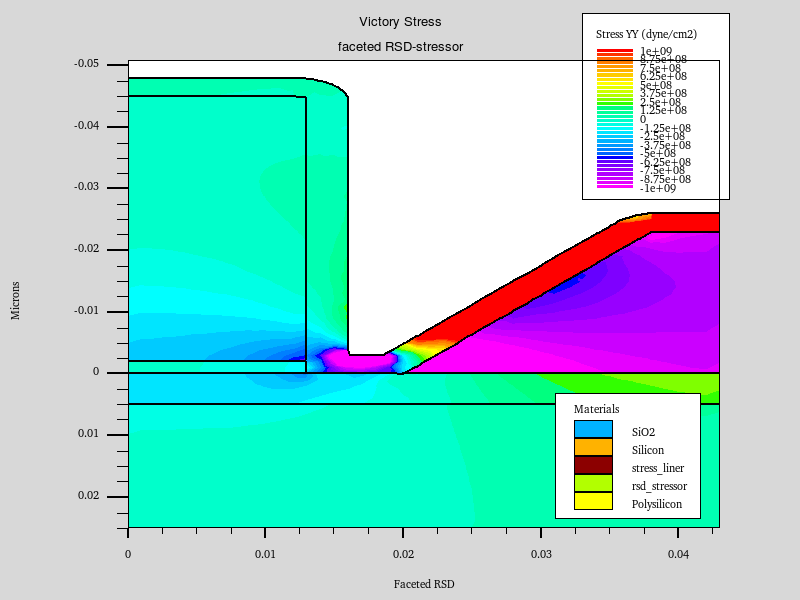 Victory Stress
faceted RSD-stressor
Stress YY (dyne/cm2)
1e+09
8.75e+08
7.5e+08
6.25e+08
5e+08
3.75e+08
2.5e+08
1.25e+08
0
-1.25e+08
-2.5e+08
-3.75e+08
-5e+08
-6.25e+08
-7.5e+08
-8.75e+08
-1e+09
-0.05
-0.04
-0.03
-0.02
-0.01
0
0.01
0.02
Microns
Materials
SiO2
Silicon
stress_liner
rsd_stressor
Polysilicon
0
0.01
0.02
0.03
0.04
Faceted RSD